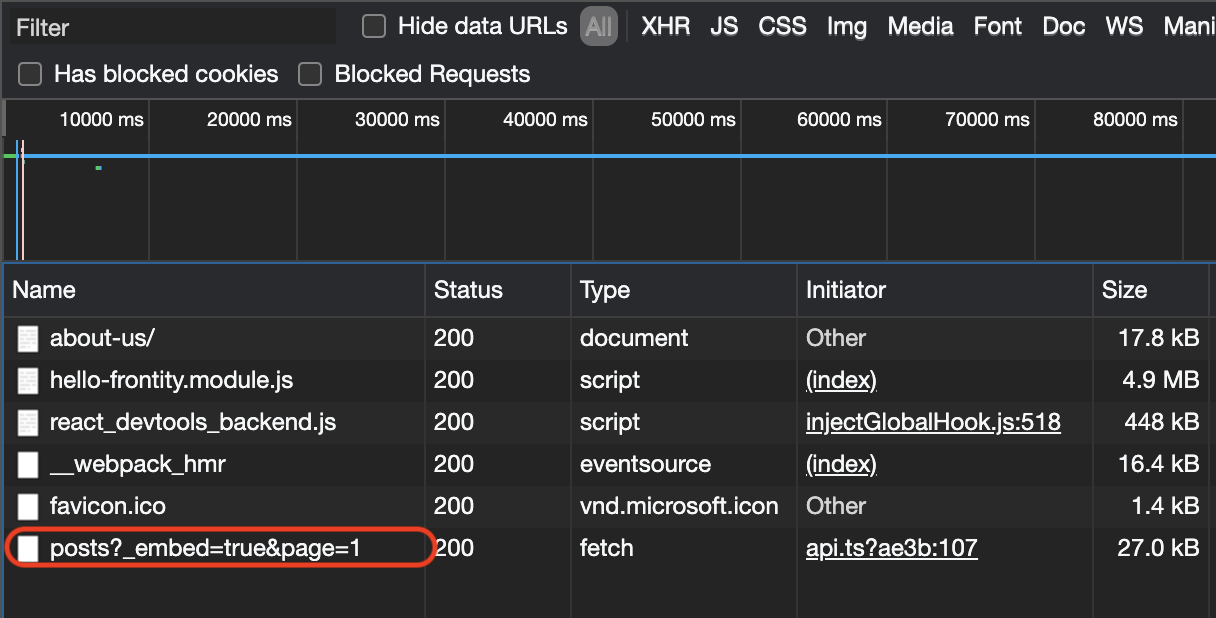 Filter Hide data URLs All XHR JS CSS Img Media Font Doc WS Mani
Has blocked cookies Blocked Requests
10000 ms 20000 ms 30000 ms 40000 ms 50000 ms 60000 ms 70000 ms 80000 ms
Name Status Type Initiator Size
about-us/ 200 document Other 17.8 kB
hello-frontity.module.js 200 script (index) 4.9 MB
react_devtools_backend.js 200 script injectGlobalHook.js:518 448 kB
__webpack_hmr 200 eventsource (index) 16.4 kB
favicon.ico 200 vnd.microsoft.icon Other 1.4 kB
posts?_embed=true&page=1 200 fetch api.ts?ae3b:107 27.0 kB